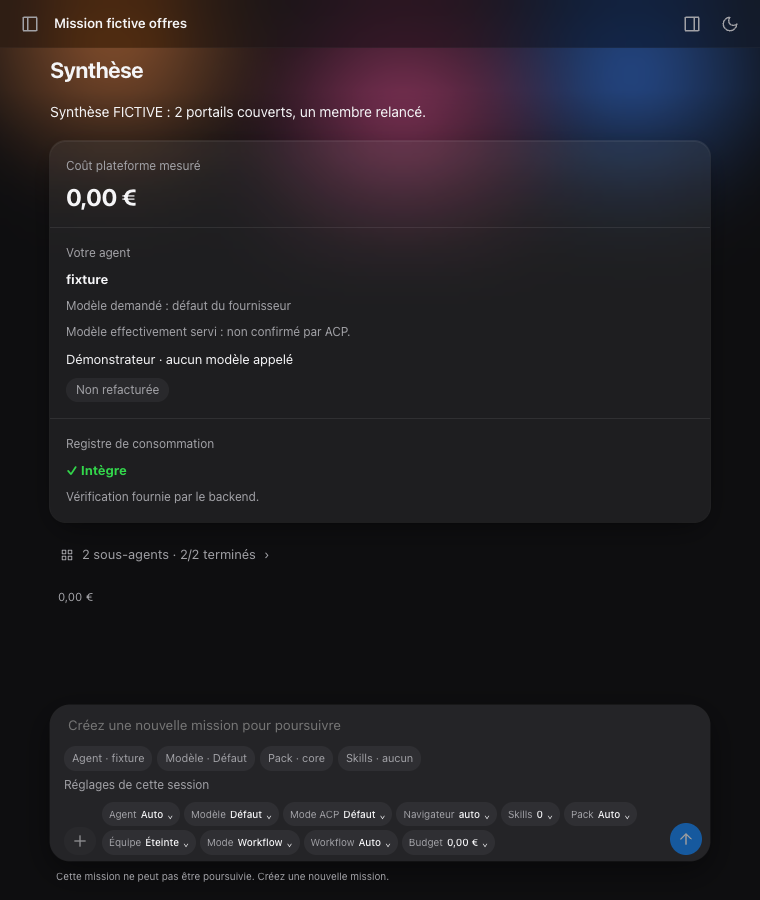 Mission fictive offres
Synthèse
Synthèse FICTIVE : 2 portails couverts, un membre relancé.
Coût plateforme mesuré
0,00 €
Votre agent
fixture
Modèle demandé : défaut du fournisseur
Modèle effectivement servi : non confirmé par ACP.
Démonstrateur · aucun modèle appelé
Non refacturée
Registre de consommation
✓ Intègre
Vérification fournie par le backend.
2 sous-agents · 2/2 terminés ›
0,00 €
Créez une nouvelle mission pour poursuivre
Agent · fixture Modèle · Défaut Pack · core Skills · aucun
Réglages de cette session
Agent Auto Modèle Défaut Mode ACP Défaut Navigateur auto Skills 0 Pack Auto
Équipe Éteinte Mode Workflow Workflow Auto Budget 0,00 €
Cette mission ne peut pas être poursuivie. Créez une nouvelle mission.